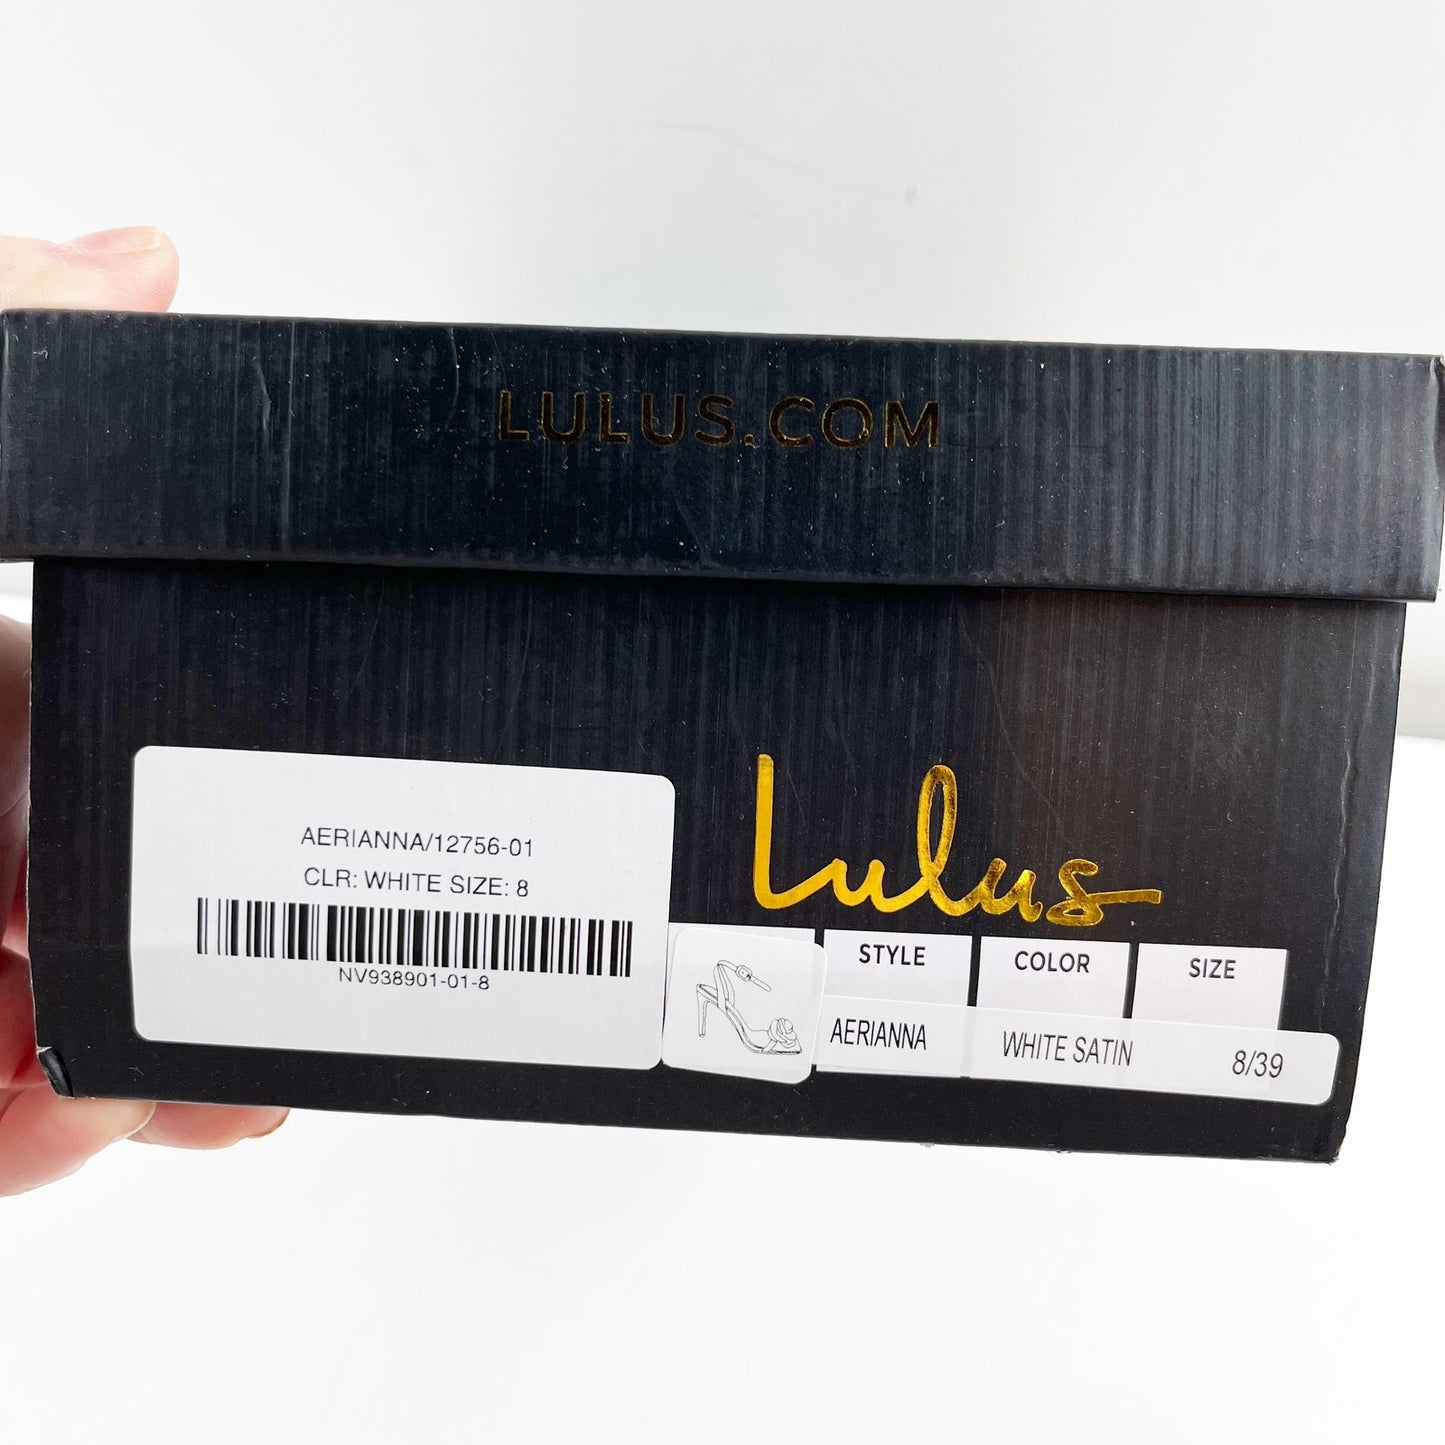 LULUS.COM
AERIANNA/12756-01
CLR: WHITE SIZE: 8
NV938901-01-8
Lulus
STYLE COLOR SIZE
AERIANNA WHITE SATIN 8/39